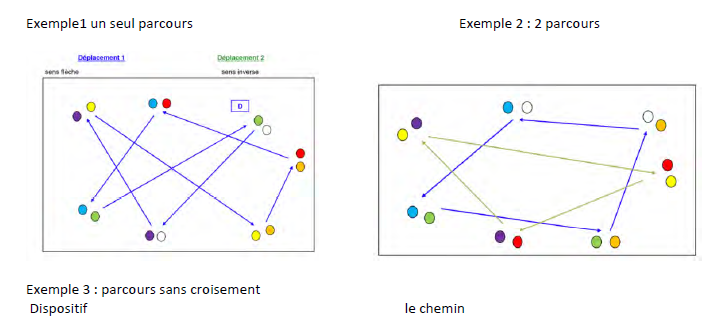 Exemple1 un seul parcours
Exemple 2 : 2 parcours
Déplacement 1
Déplacement 2
sens flèche
sens inverse
D
Exemple 3 : parcours sans croisement
Dispositif
le chemin